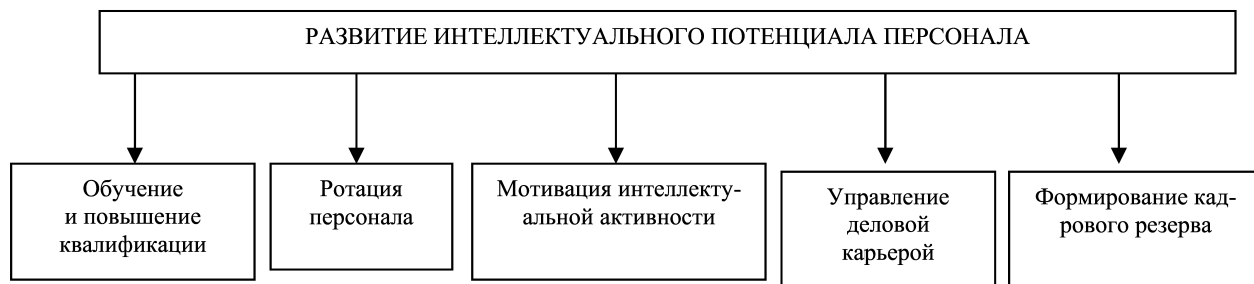 РАЗВИТИЕ ИНТЕЛЛЕКТУАЛЬНОГО ПОТЕНЦИАЛА ПЕРСОНАЛА
Обучение
и повышение
квалификации
Ротация
персонала
Мотивация интеллекту-
альной активности
Управление
деловой
карьерой
Формирование кад-
рового резерва